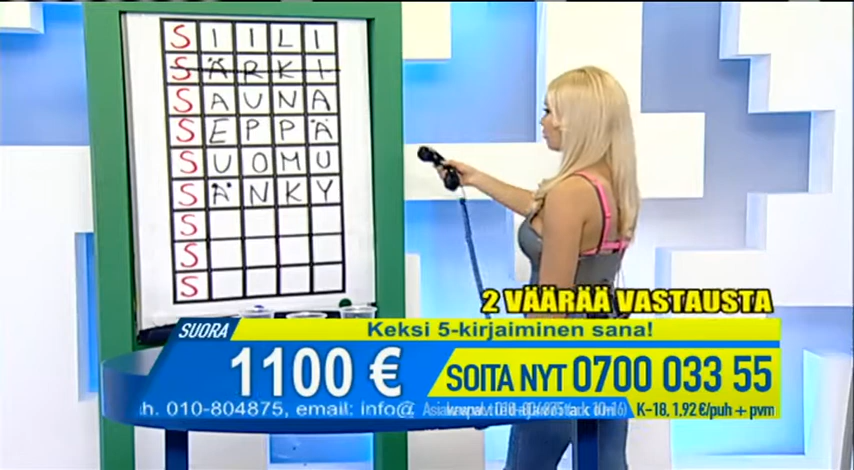 SIILI
SÄRKI
SAUNA
SEPPÄ
SUOMU
SÄNKY
S
S
S
2 VÄÄRÄÄ VASTAUSTA
SUORA
Keksi 5-kirjaiminen sana!
1100 €
SOITA NYT 0700 033 55
h. 010-804875, email: info@
K-18, 1,92 €/puh + pvm